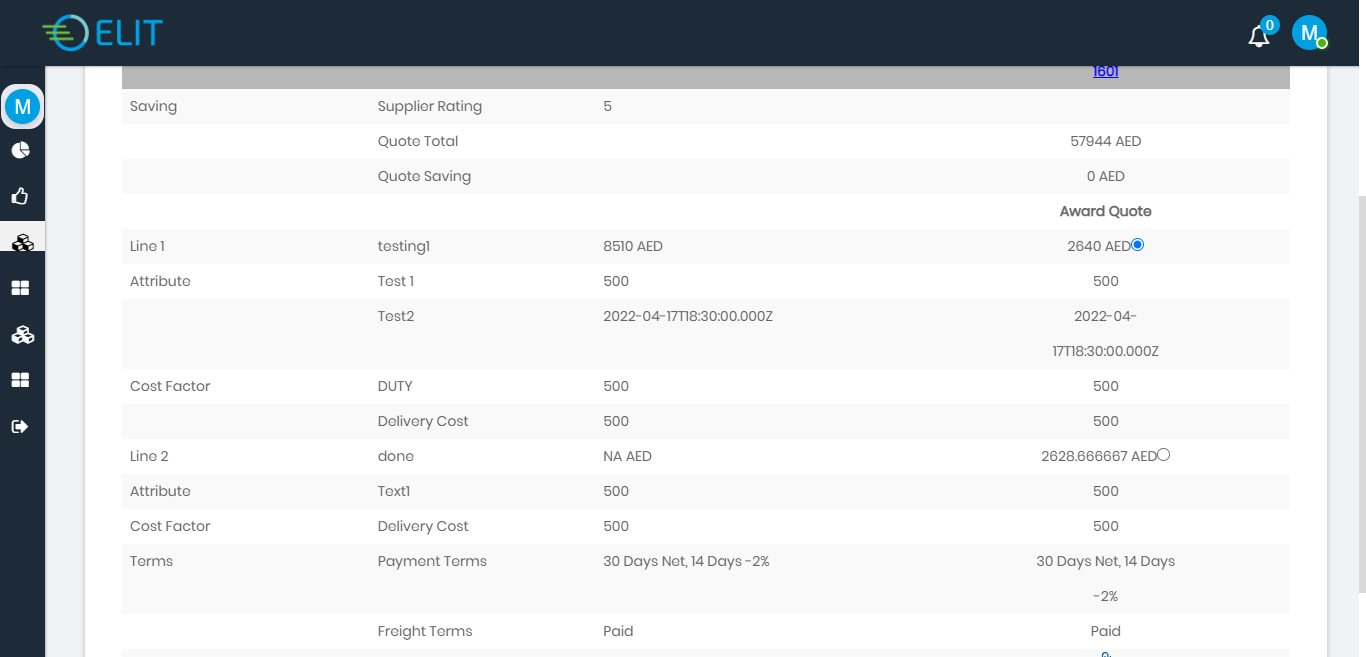 ELIT
0
M
M
1601
Saving Supplier Rating 5
Quote Total 57944 AED
Quote Saving 0 AED
Award Quote
Line 1 testing1 8510 AED 2640 AED
Attribute Test 1 500 500
Test2 2022-04-17T18:30:00.000Z 2022-04-
17T18:30:00.000Z
Cost Factor DUTY 500 500
Delivery Cost 500 500
Line 2 done NA AED 2628.666667 AED
Attribute Text1 500 500
Cost Factor Delivery Cost 500 500
Terms Payment Terms 30 Days Net, 14 Days -2% 30 Days Net, 14 Days
-2%
Freight Terms Paid Paid